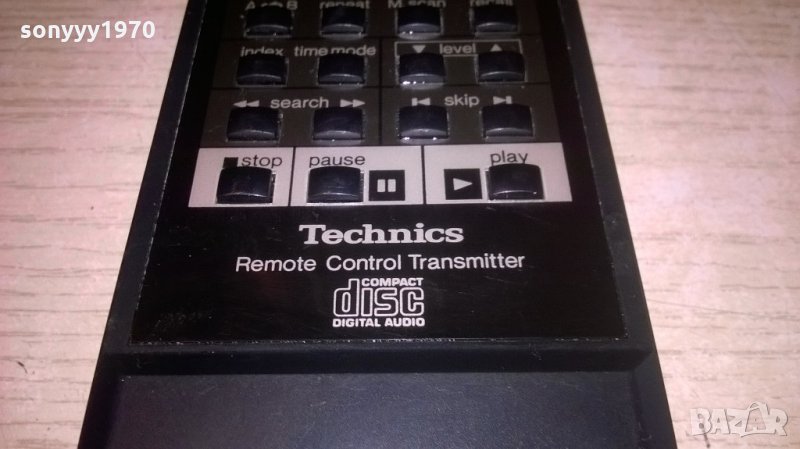 sonyyy1970
A B repeat M.scan recall
index time mode level
search skip
stop pause play
Technics
Remote Control Transmitter
COMPACT
disc
DIGITAL AUDIO
BAZAR